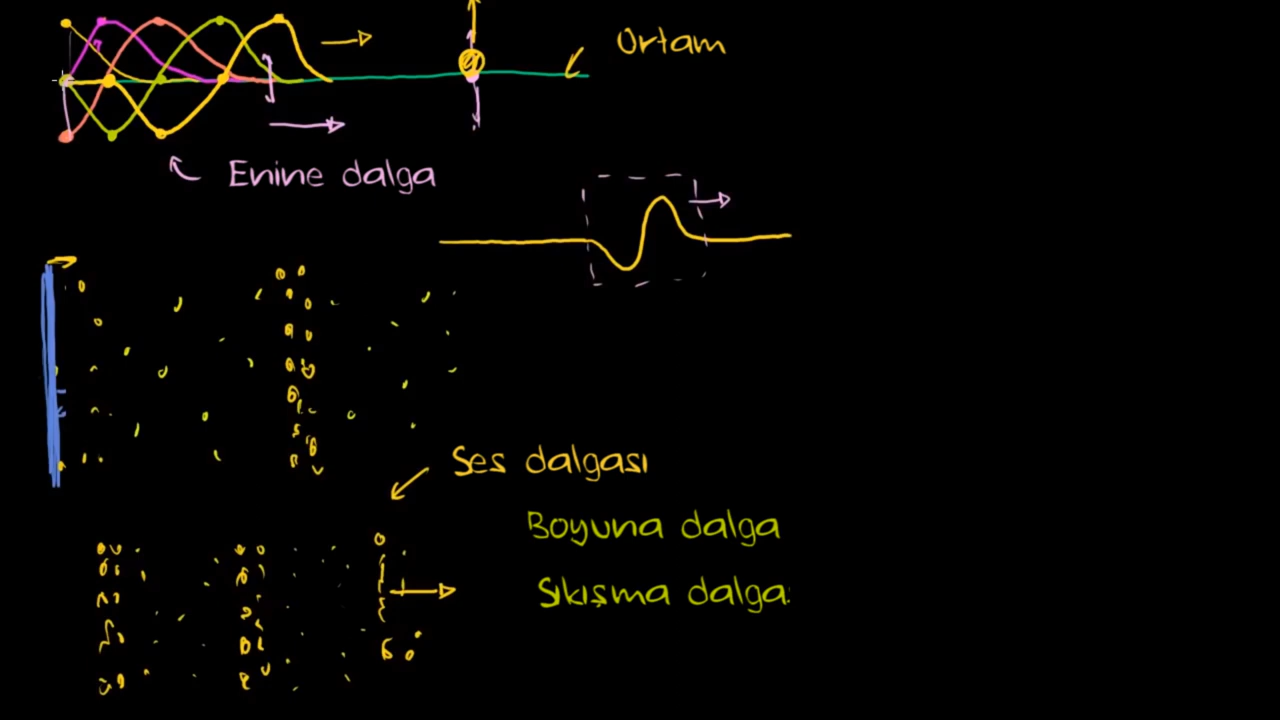 Ortam
Enine dalga
Ses dalgası
Boyuna dalga
Sıkışma dalga